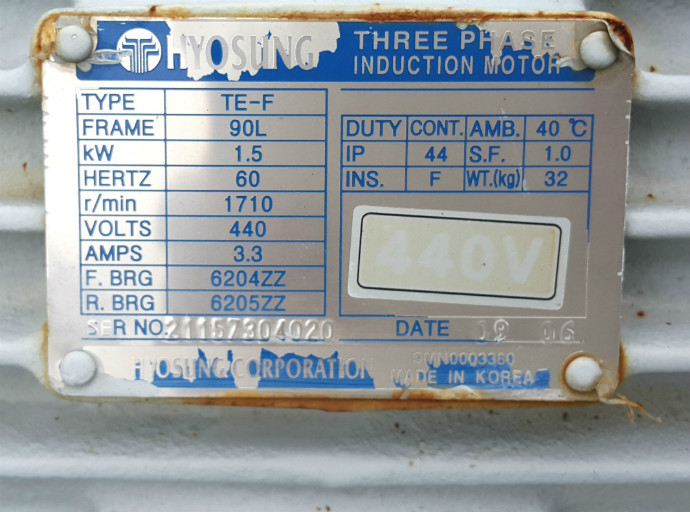 HYOSUNG THREE PHASE
INDUCTION MOTOR
TYPE TE-F
FRAME 90L DUTY CONT. AMB. 40 ℃
kW 1.5 IP 44 S.F. 1.0
HERTZ 60 INS. F WT.(kg) 32
r/min 1710
VOLTS 440
AMPS 3.3
440V
F. BRG 6204ZZ
R. BRG 6205ZZ
SER NO. 21157304020 DATE 09 06
HYOSUNG CORPORATION
MADE IN KOREA